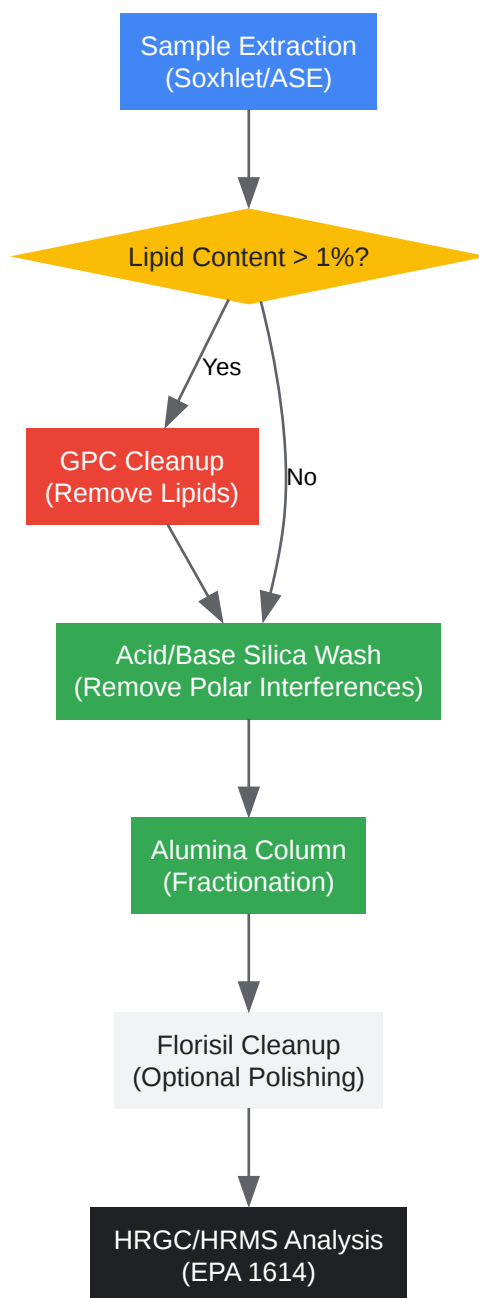 Sample Extraction
(Soxhlet/ASE)
Lipid Content > 1%?
Yes
GPC Cleanup
(Remove Lipids)
No
Acid/Base Silica Wash
(Remove Polar Interferences)
Alumina Column
(Fractionation)
Florisil Cleanup
(Optional Polishing)
HRGC/HRMS Analysis
(EPA 1614)